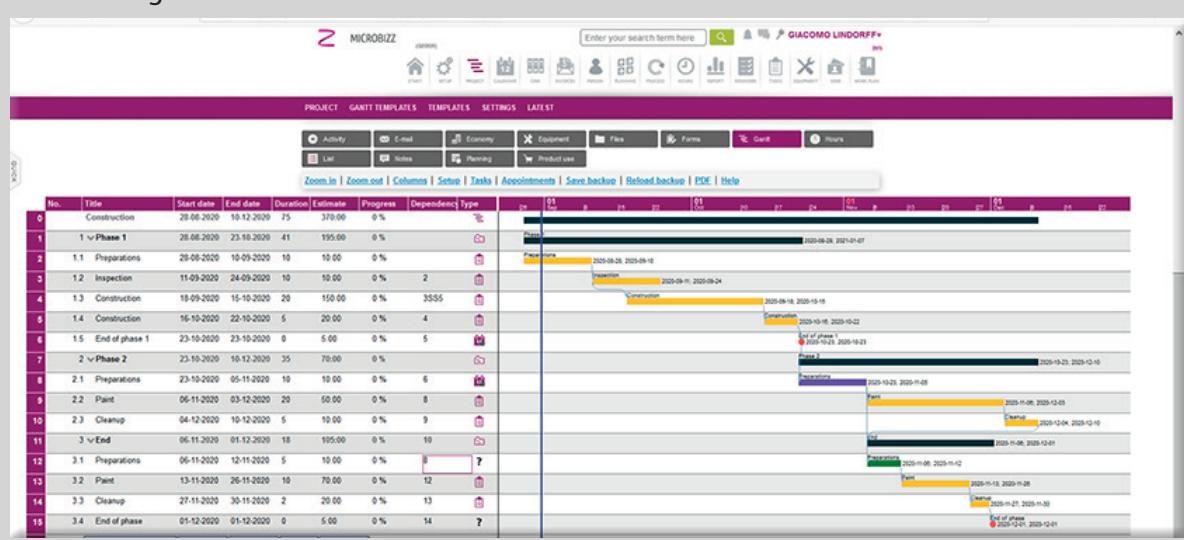 MICROBIZZ
Enter your search term here
GIACOMO LINDORFF
PROJECT GANTT TEMPLATES TEMPLATES SETTINGS LATEST
Activity E-mail Economy Equipment Files Forms Gantt Hours
List Notes Planning Product use
QUICK
Zoom in | Zoom out | Columns | Setup | Tasks | Appointments | Save backup | Reload backup | PDF | Help
No. Title Start date End date Duration Estimate Progress Dependency Type 01 Sep 01 Oct 01 Nov 01 Dec
0 Construction 28-08-2020 10-12-2020 75 370:00 0 %
1 1 Phase 1 28-08-2020 23-10-2020 41 195:00 0 % 2020-08-28, 2021-01-07
2 1.1 Preparations 28-08-2020 10-09-2020 10 10:00 0 % Preparations 2020-08-28, 2020-09-10
3 1.2 Inspection 11-09-2020 24-09-2020 10 10:00 0 % 2 Inspection 2020-09-11, 2020-09-24
4 1.3 Construction 18-09-2020 15-10-2020 20 150:00 0 % 3SS5 Construction 2020-09-18, 2020-10-15
5 1.4 Construction 16-10-2020 22-10-2020 5 20:00 0 % 4 Construction 2020-10-16, 2020-10-22
6 1.5 End of phase 1 23-10-2020 23-10-2020 0 5:00 0 % 5 End of phase 1 2020-10-23, 2020-10-23
7 2 Phase 2 23-10-2020 10-12-2020 35 70:00 0 % Phase 2 2020-10-23, 2020-12-10
8 2.1 Preparations 23-10-2020 05-11-2020 10 10:00 0 % 6 Preparations 2020-10-23, 2020-11-05
9 2.2 Paint 06-11-2020 03-12-2020 20 50:00 0 % 8 Paint 2020-11-06, 2020-12-03
10 2.3 Cleanup 04-12-2020 10-12-2020 5 10:00 0 % 9 Cleanup 2020-12-04, 2020-12-10
11 3 End 06-11-2020 01-12-2020 18 105:00 0 % 10 End 2020-11-06, 2020-12-01
12 3.1 Preparations 06-11-2020 12-11-2020 5 10:00 0 % 8 ? Preparations 2020-11-06, 2020-11-12
13 3.2 Paint 13-11-2020 26-11-2020 10 70:00 0 % 12 Paint 2020-11-13, 2020-11-26
14 3.3 Cleanup 27-11-2020 30-11-2020 2 20:00 0 % 13 Cleanup 2020-11-27, 2020-11-30
15 3.4 End of phase 01-12-2020 01-12-2020 0 5:00 0 % 14 ? End of phase 2020-12-01, 2020-12-01